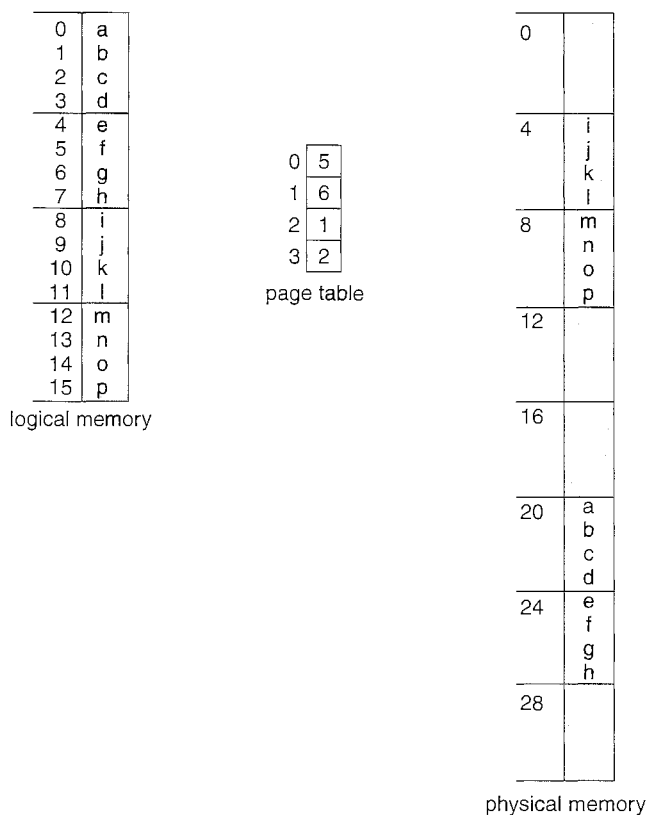 0 a
1 b
2 c
3 d
4 e
5 f
6 g
7 h
8 i
9 j
10 k
11 l
12 m
13 n
14 o
15 p
logical memory
0 5
1 6
2 1
3 2
page table
0
4 i
j
k
l
8 m
n
o
p
12
16
20 a
b
c
d
24 e
f
g
h
28
physical memory